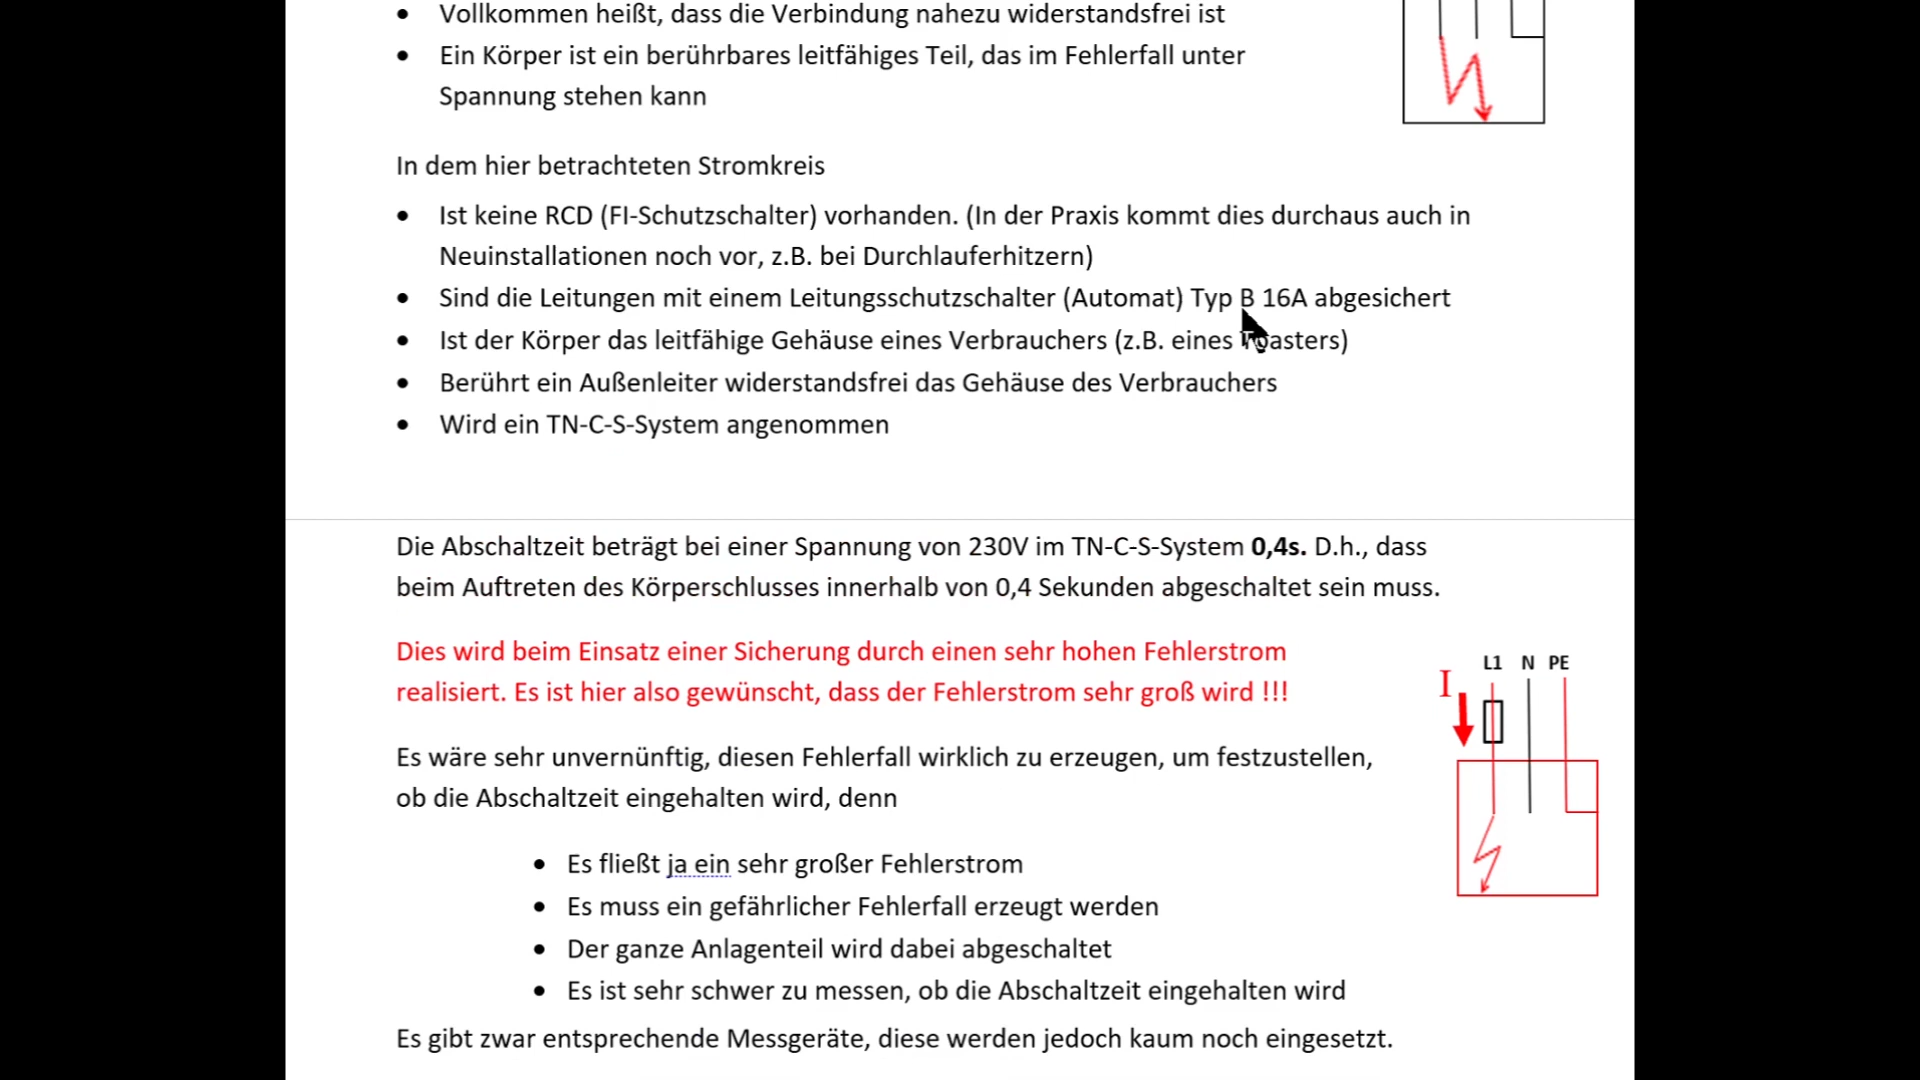 Vollkommen heißt, dass die Verbindung nahezu widerstandsfrei ist
Ein Körper ist ein berührbares leitfähiges Teil, das im Fehlerfall unter
Spannung stehen kann
In dem hier betrachteten Stromkreis
Ist keine RCD (FI-Schutzschalter) vorhanden. (In der Praxis kommt dies durchaus auch in
Neuinstallationen noch vor, z.B. bei Durchlauferhitzern)
Sind die Leitungen mit einem Leitungsschutzschalter (Automat) Typ B 16A abgesichert
Ist der Körper das leitfähige Gehäuse eines Verbrauchers (z.B. eines Toasters)
Berührt ein Außenleiter widerstandsfrei das Gehäuse des Verbrauchers
Wird ein TN-C-S-System angenommen
Die Abschaltzeit beträgt bei einer Spannung von 230V im TN-C-S-System 0,4s. D.h., dass
beim Auftreten des Körperschlusses innerhalb von 0,4 Sekunden abgeschaltet sein muss.
Dies wird beim Einsatz einer Sicherung durch einen sehr hohen Fehlerstrom
realisiert. Es ist hier also gewünscht, dass der Fehlerstrom sehr groß wird !!!
L1 N PE
I
Es wäre sehr unvernünftig, diesen Fehlerfall wirklich zu erzeugen, um festzustellen,
ob die Abschaltzeit eingehalten wird, denn
Es fließt ja ein sehr großer Fehlerstrom
Es muss ein gefährlicher Fehlerfall erzeugt werden
Der ganze Anlagenteil wird dabei abgeschaltet
Es ist sehr schwer zu messen, ob die Abschaltzeit eingehalten wird
Es gibt zwar entsprechende Messgeräte, diese werden jedoch kaum noch eingesetzt.